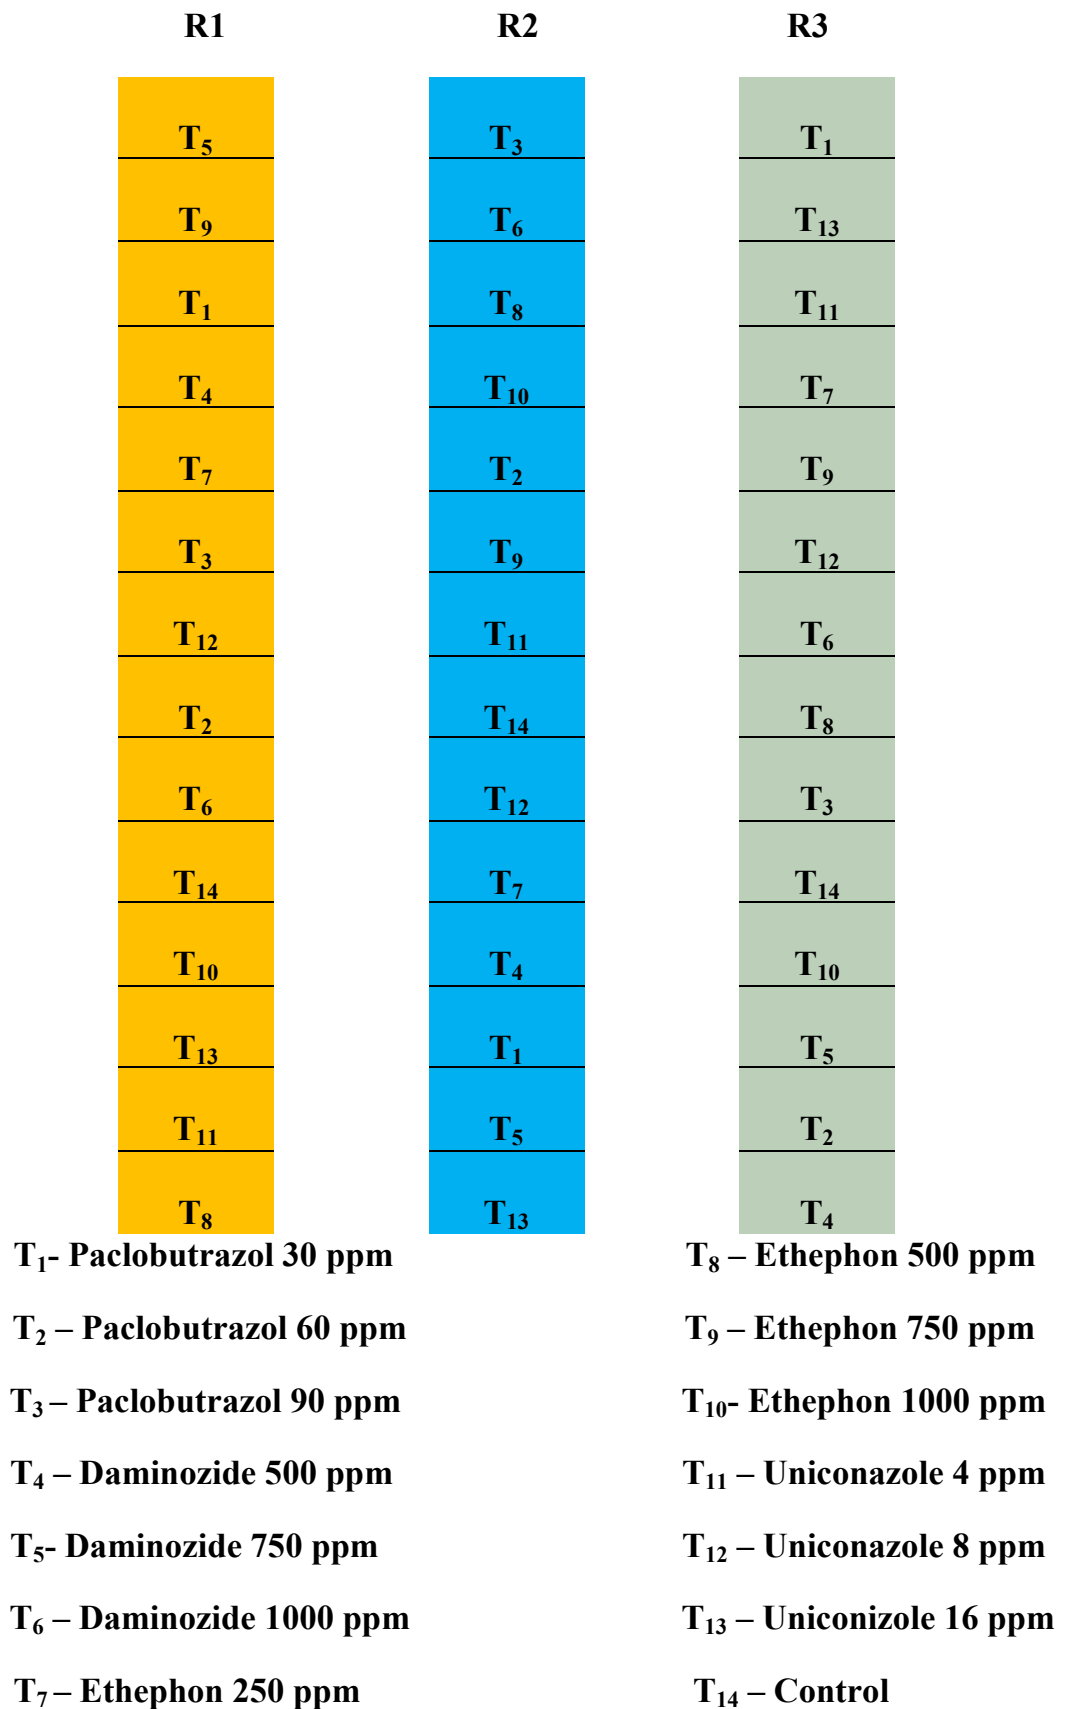 R1 R2 R3
T₅ T₃ T₁
T₉ T₆ T₁₃
T₁ T₈ T₁₁
T₄ T₁₀ T₇
T₇ T₂ T₉
T₃ T₉ T₁₂
T₁₂ T₁₁ T₆
T₂ T₁₄ T₈
T₆ T₁₂ T₃
T₁₄ T₇ T₁₄
T₁₀ T₄ T₁₀
T₁₃ T₁ T₅
T₁₁ T₅ T₂
T₈ T₁₃ T₄
T₁- Paclobutrazol 30 ppm T₈ – Ethephon 500 ppm
T₂ – Paclobutrazol 60 ppm T₉ – Ethephon 750 ppm
T₃ – Paclobutrazol 90 ppm T₁₀- Ethephon 1000 ppm
T₄ – Daminozide 500 ppm T₁₁ – Uniconazole 4 ppm
T₅- Daminozide 750 ppm T₁₂ – Uniconazole 8 ppm
T₆ – Daminozide 1000 ppm T₁₃ – Uniconizole 16 ppm
T₇ – Ethephon 250 ppm T₁₄ – Control